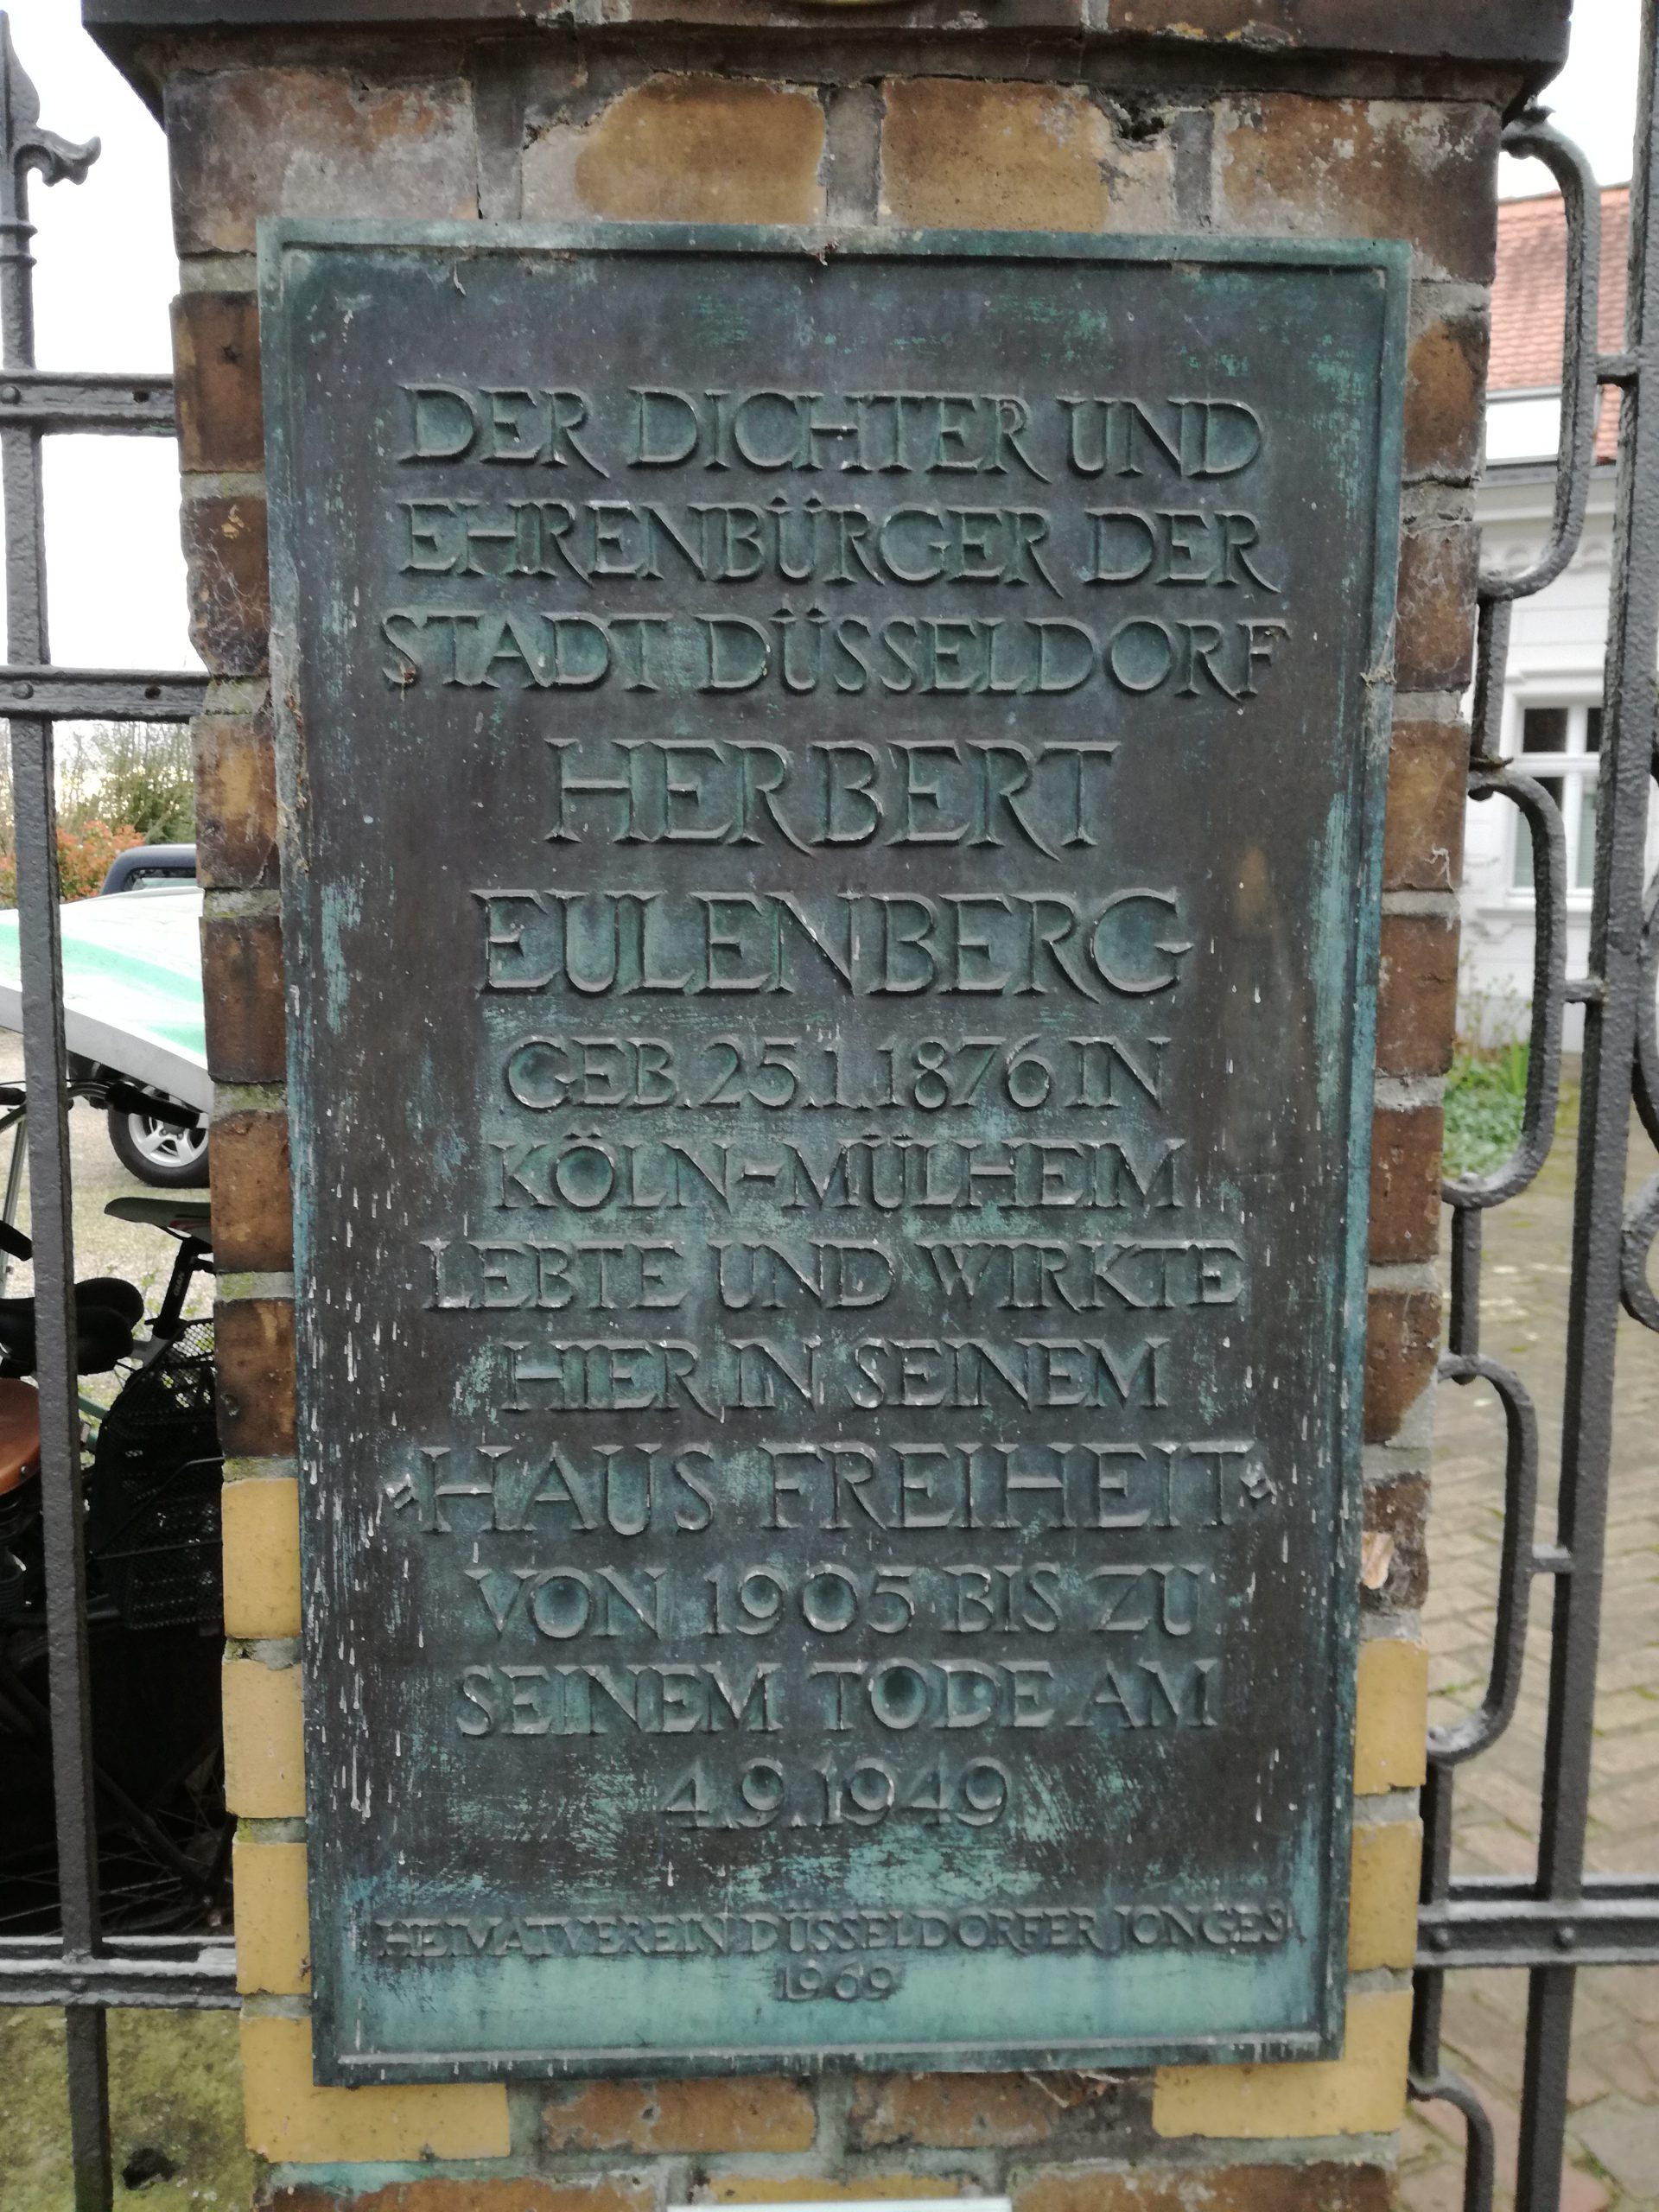 DER DICHTER UND
EHRENBÜRGER DER
STADT DÜSSELDORF
HERBERT
EULENBERG
GEB. 25.1.1876 IN
KÖLN-MÜLHEIM
LEBTE UND WIRKTE
HIER IN SEINEM
"HAUS FREIHEIT"
VON 1905 BIS ZU
SEINEM TODE AM
4.9.1949
HEIMATVEREIN DÜSSELDORFER JONGES
1969